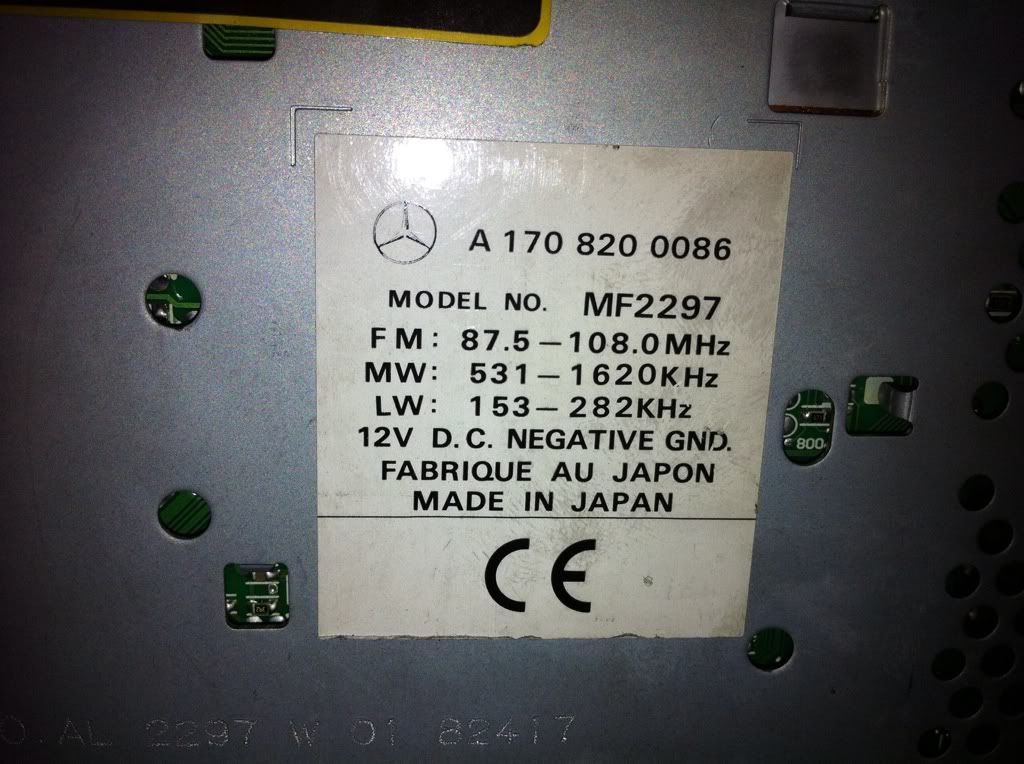 A 170 820 0086
MODEL NO. MF2297
FM: 87.5-108.0MHz
MW: 531-1620KHz
LW: 153-282KHz
12V D.C. NEGATIVE GND.
FABRIQUE AU JAPON
MADE IN JAPAN
CE
800
O.AL 2297 W 01 82417